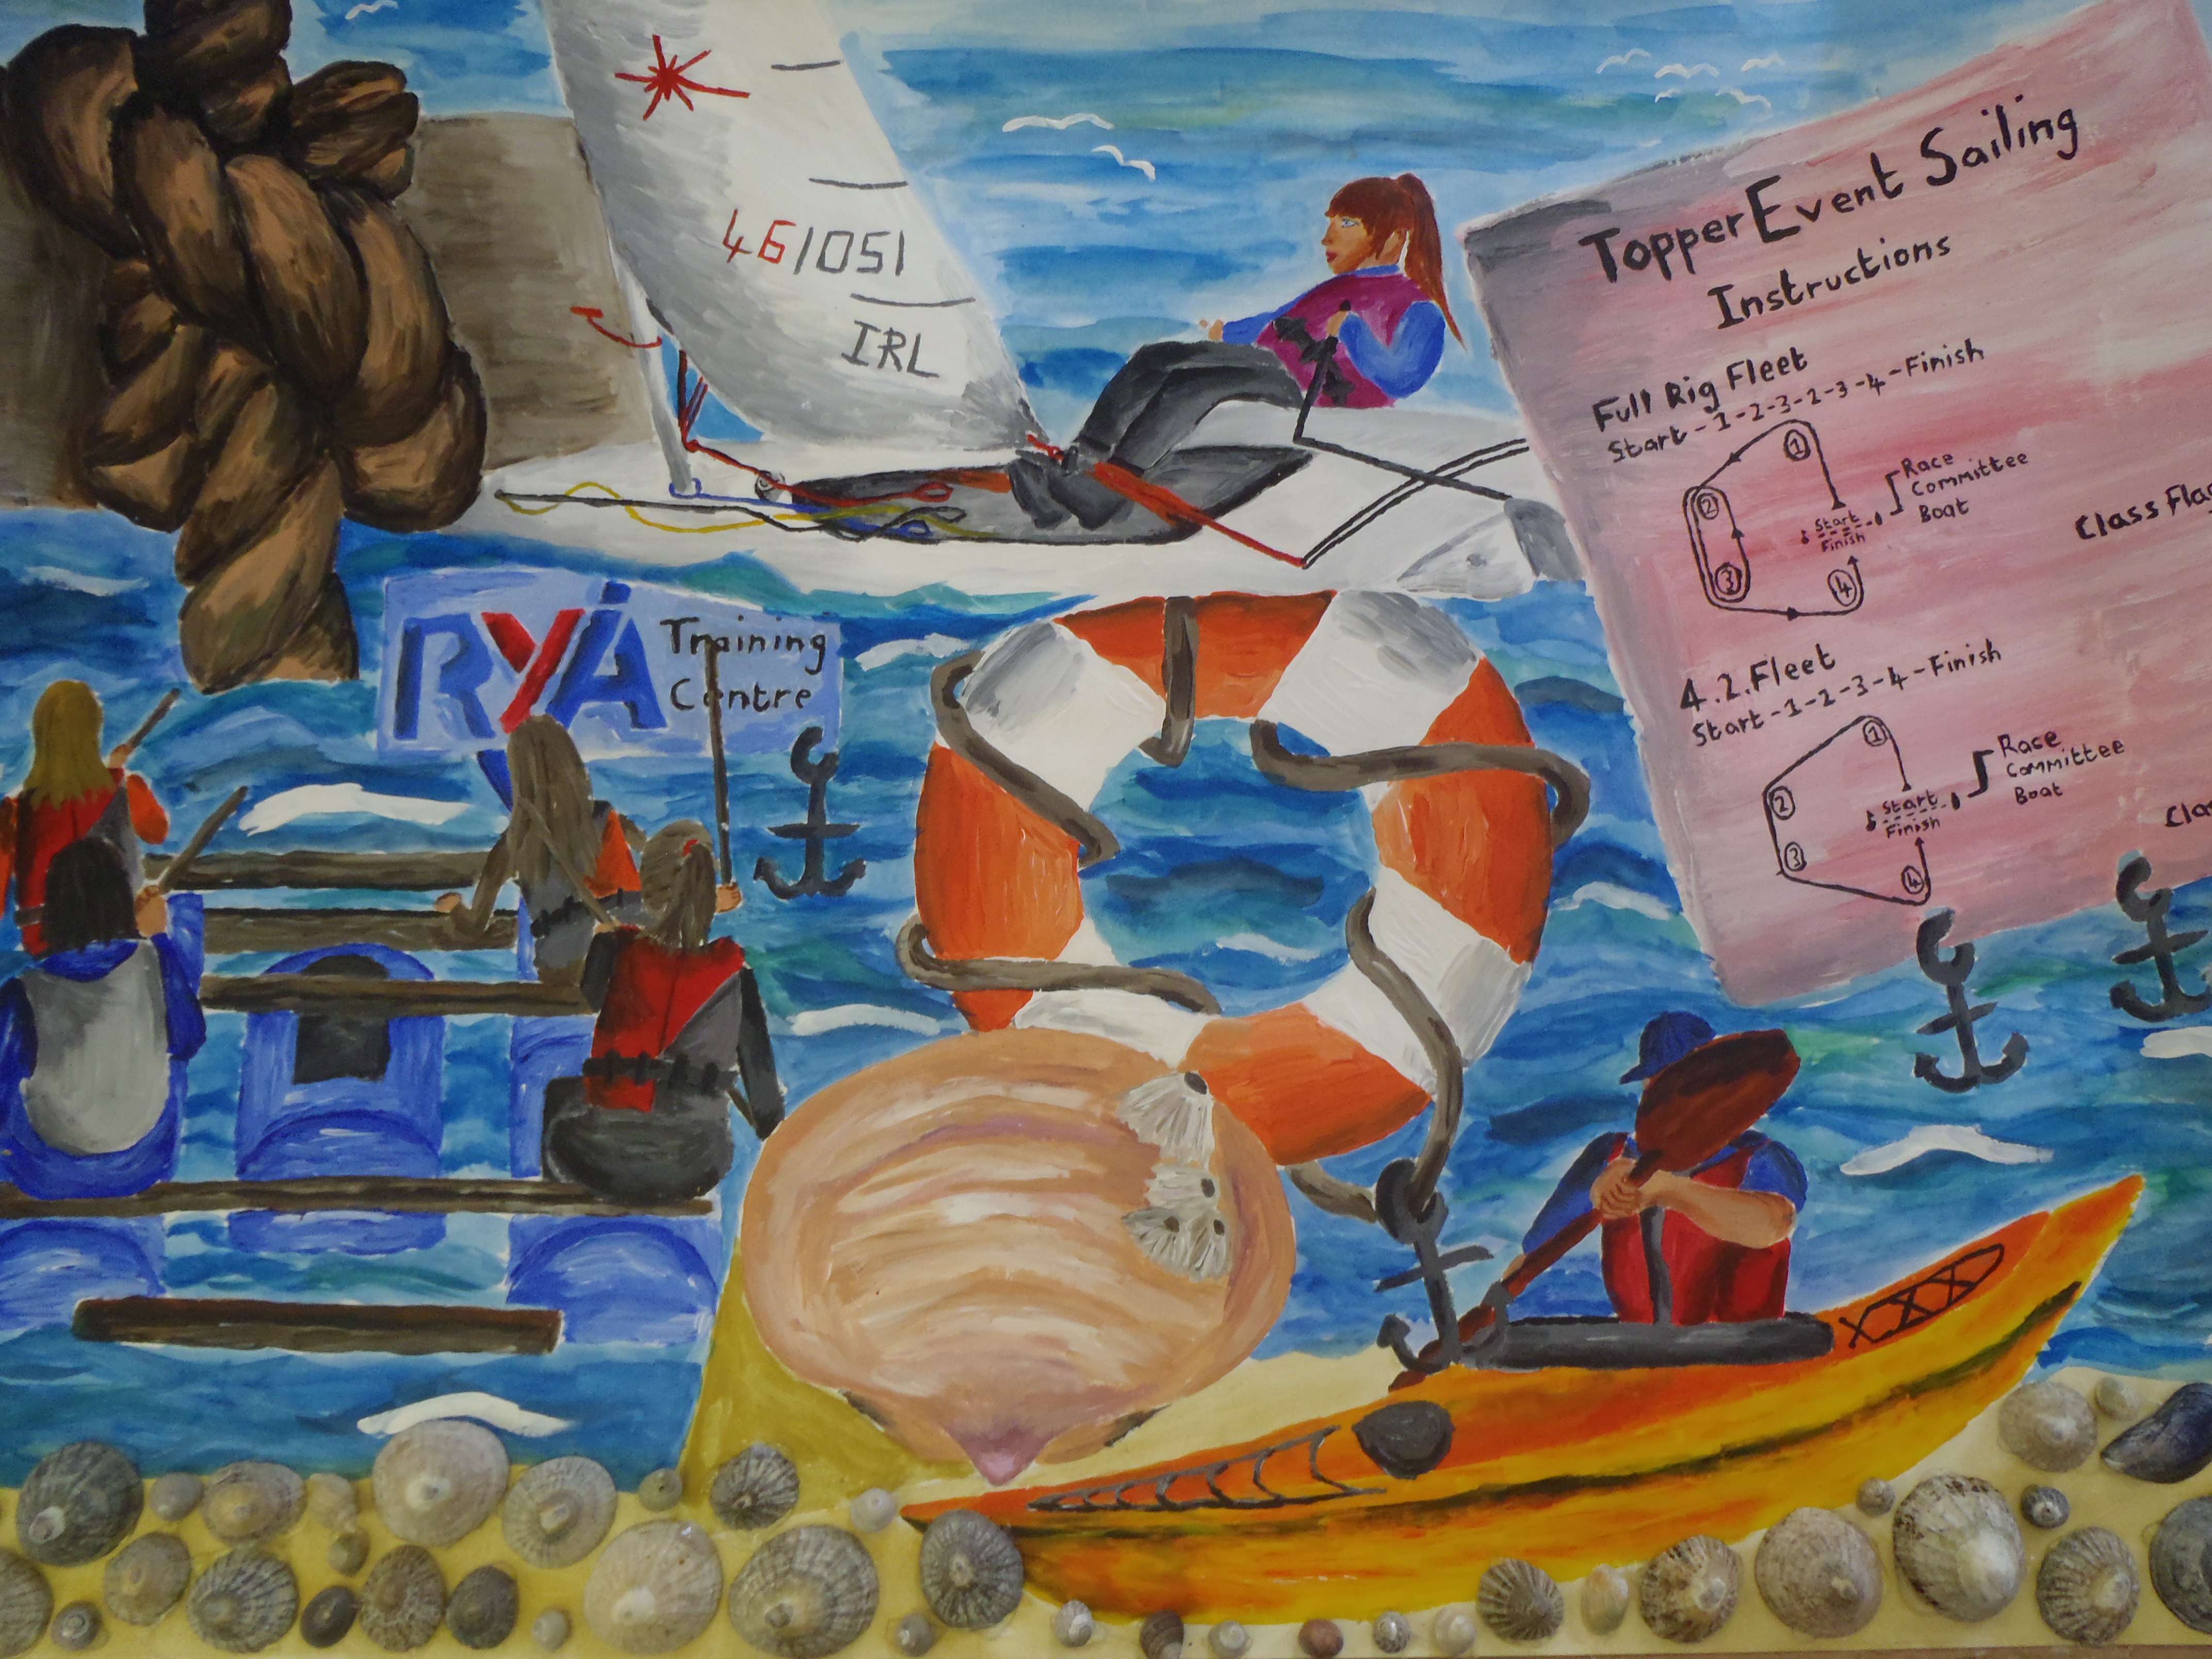 461051
IRL
RYA Training
Centre
Topper Event Sailing
Instructions
Full Rig Fleet
Start-1-2-3-2-3-4-Finish
1
2
3
4
Start
Finish
Race
Committee
Boat
Class
4.2.Fleet
Start-1-2-3-4-Finish
1
2
3
4
Start
Finish
Race
Committee
Boat